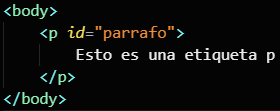 <body>
<p id="parrafo">
Esto es una etiqueta p
</p>
</body>